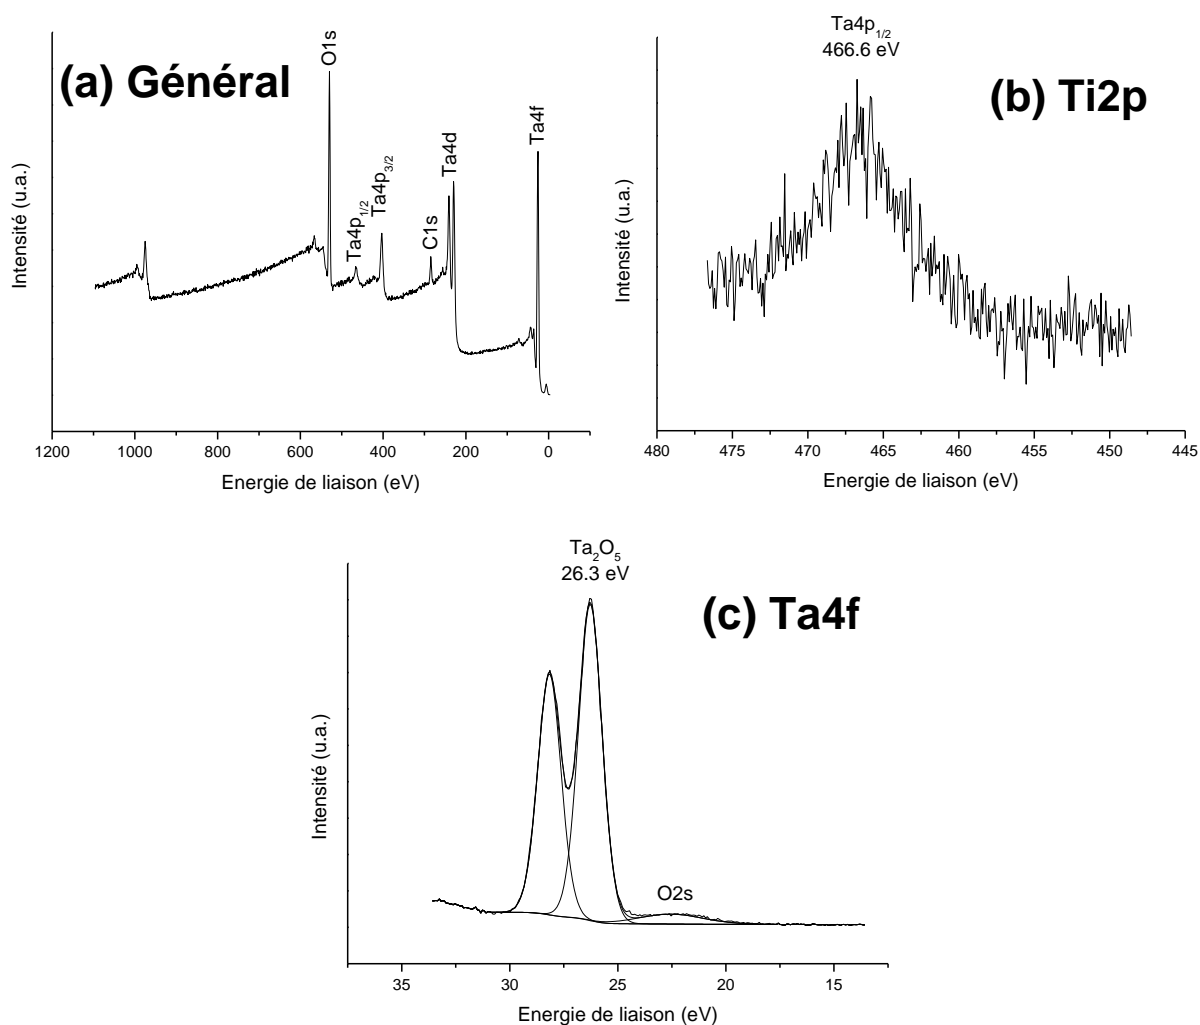 (a) Général
O1s
Ta4p1/2
Ta4p3/2
C1s
Ta4d
Ta4f
Intensité (u.a.)
1200 1000 800 600 400 200 0
Energie de liaison (eV)
Ta4p1/2
466.6 eV
(b) Ti2p
Intensité (u.a.)
480 475 470 465 460 455 450 445
Energie de liaison (eV)
Ta2O5
26.3 eV
(c) Ta4f
O2s
Intensité (u.a.)
35 30 25 20 15
Energie de liaison (eV)